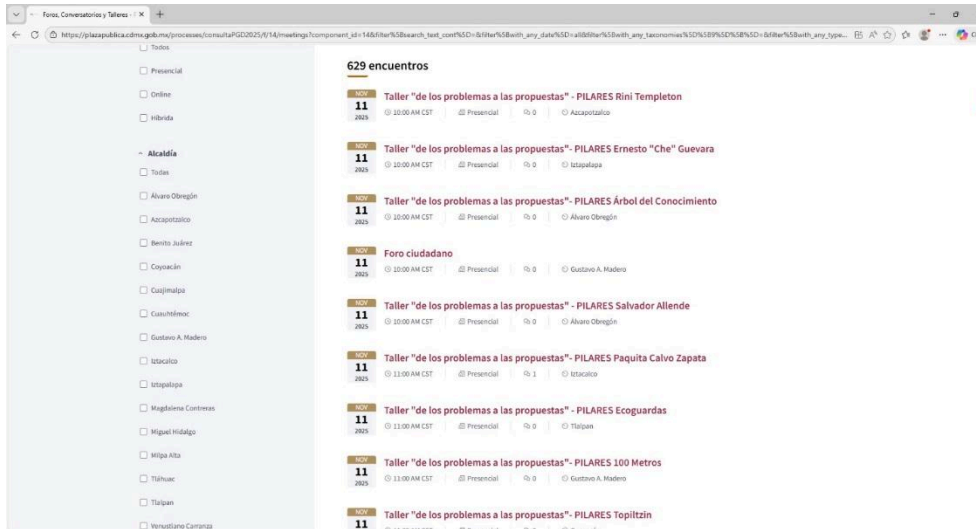 Foros, Conversatorios y Talleres -
https://plazapublica.cdmx.gob.mx/processes/consultaPGD2025/f/14/meetings?component_id=14&filter%5Bsearch_text_cont%5D=&filter%5Bwith_any_date%5D=all&filter%5Bwith_any_taxonomies%5D%5B9%5D%5B%5D=&filter%5Bwith_any_type...
Todos
Presencial
Online
Híbrida
− Alcaldía
Todas
Álvaro Obregón
Azcapotzalco
Benito Juárez
Coyoacán
Cuajimalpa
Cuauhtémoc
Gustavo A. Madero
Iztacalco
Iztapalapa
Magdalena Contreras
Miguel Hidalgo
Milpa Alta
Tláhuac
Tlalpan
Venustiano Carranza
629 encuentros
NOV
11
2025
Taller "de los problemas a las propuestas" - PILARES Rini Templeton
10:00 AM CST Presencial 0 Azcapotzalco
NOV
11
2025
Taller "de los problemas a las propuestas"- PILARES Ernesto "Che" Guevara
10:00 AM CST Presencial 0 Iztapalapa
NOV
11
2025
Taller "de los problemas a las propuestas"- PILARES Árbol del Conocimiento
10:00 AM CST Presencial 0 Álvaro Obregón
NOV
11
2025
Foro ciudadano
10:00 AM CST Presencial 0 Gustavo A. Madero
NOV
11
2025
Taller "de los problemas a las propuestas"- PILARES Salvador Allende
10:00 AM CST Presencial 0 Álvaro Obregón
NOV
11
2025
Taller "de los problemas a las propuestas"- PILARES Paquita Calvo Zapata
11:00 AM CST Presencial 1 Iztacalco
NOV
11
2025
Taller "de los problemas a las propuestas" - PILARES Ecoguardas
11:00 AM CST Presencial 0 Tlalpan
NOV
11
2025
Taller "de los problemas a las propuestas"- PILARES 100 Metros
11:00 AM CST Presencial 0 Gustavo A. Madero
NOV
11
Taller "de los problemas a las propuestas"- PILARES Topiltzin